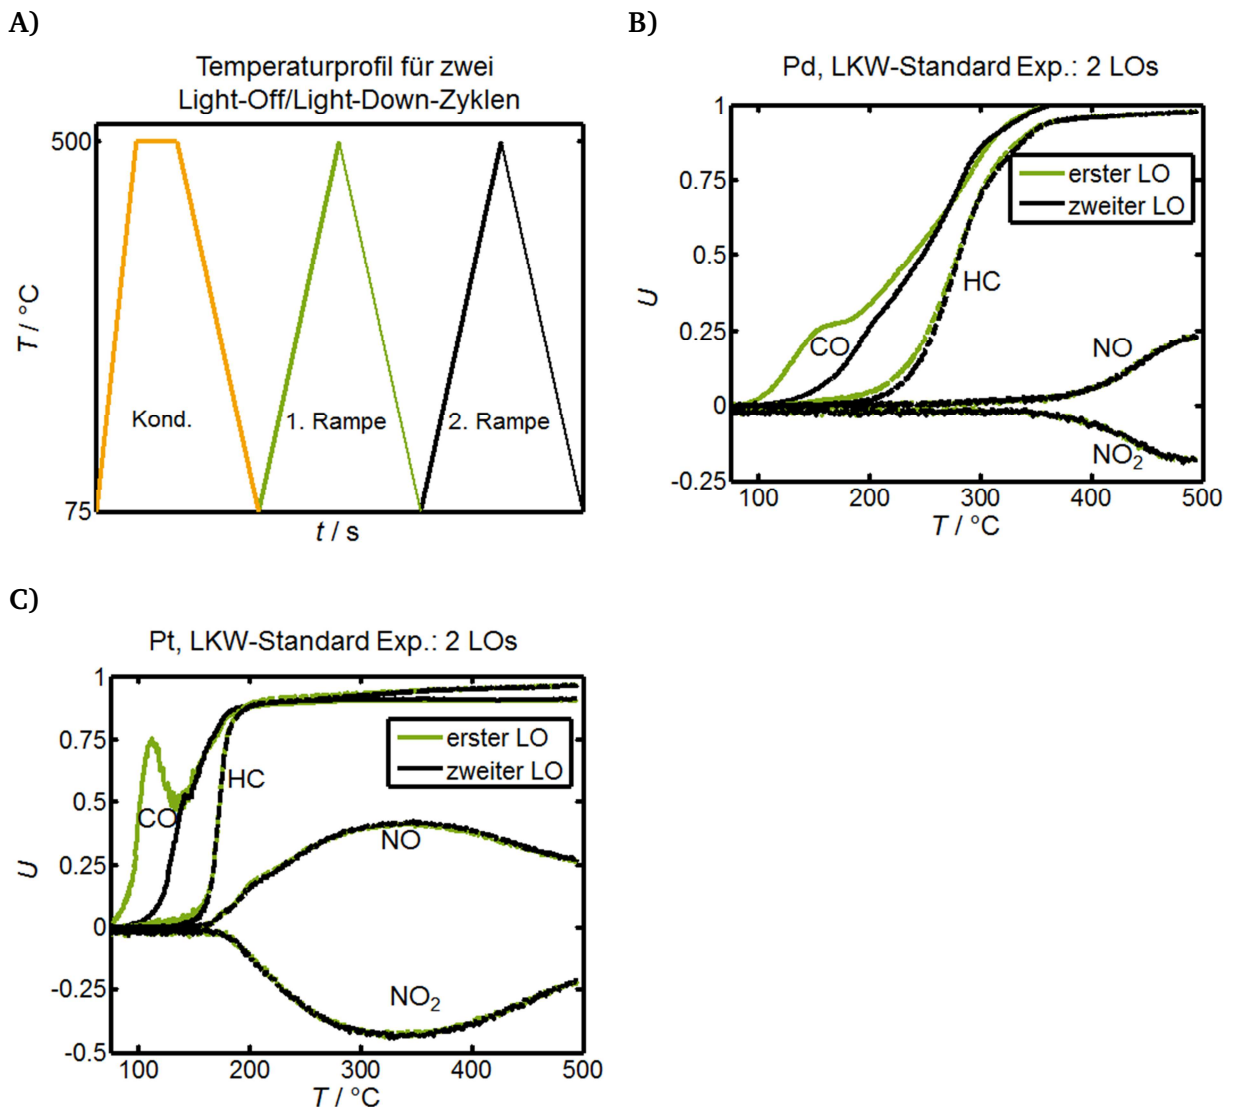 A)
Temperaturprofil für zwei
Light-Off/Light-Down-Zyklen
500
T / °C
Kond.
1. Rampe
2. Rampe
75
t / s
B)
Pd, LKW-Standard Exp.: 2 LOs
1
0.75
0.5
0.25
0
-0.25
U
erster LO
zweiter LO
HC
CO
NO
NO₂
100
200
300
400
500
T / °C
C)
Pt, LKW-Standard Exp.: 2 LOs
1
0.75
0.5
0.25
0
-0.25
-0.5
U
erster LO
zweiter LO
HC
CO
NO
NO₂
100
200
300
400
500
T / °C